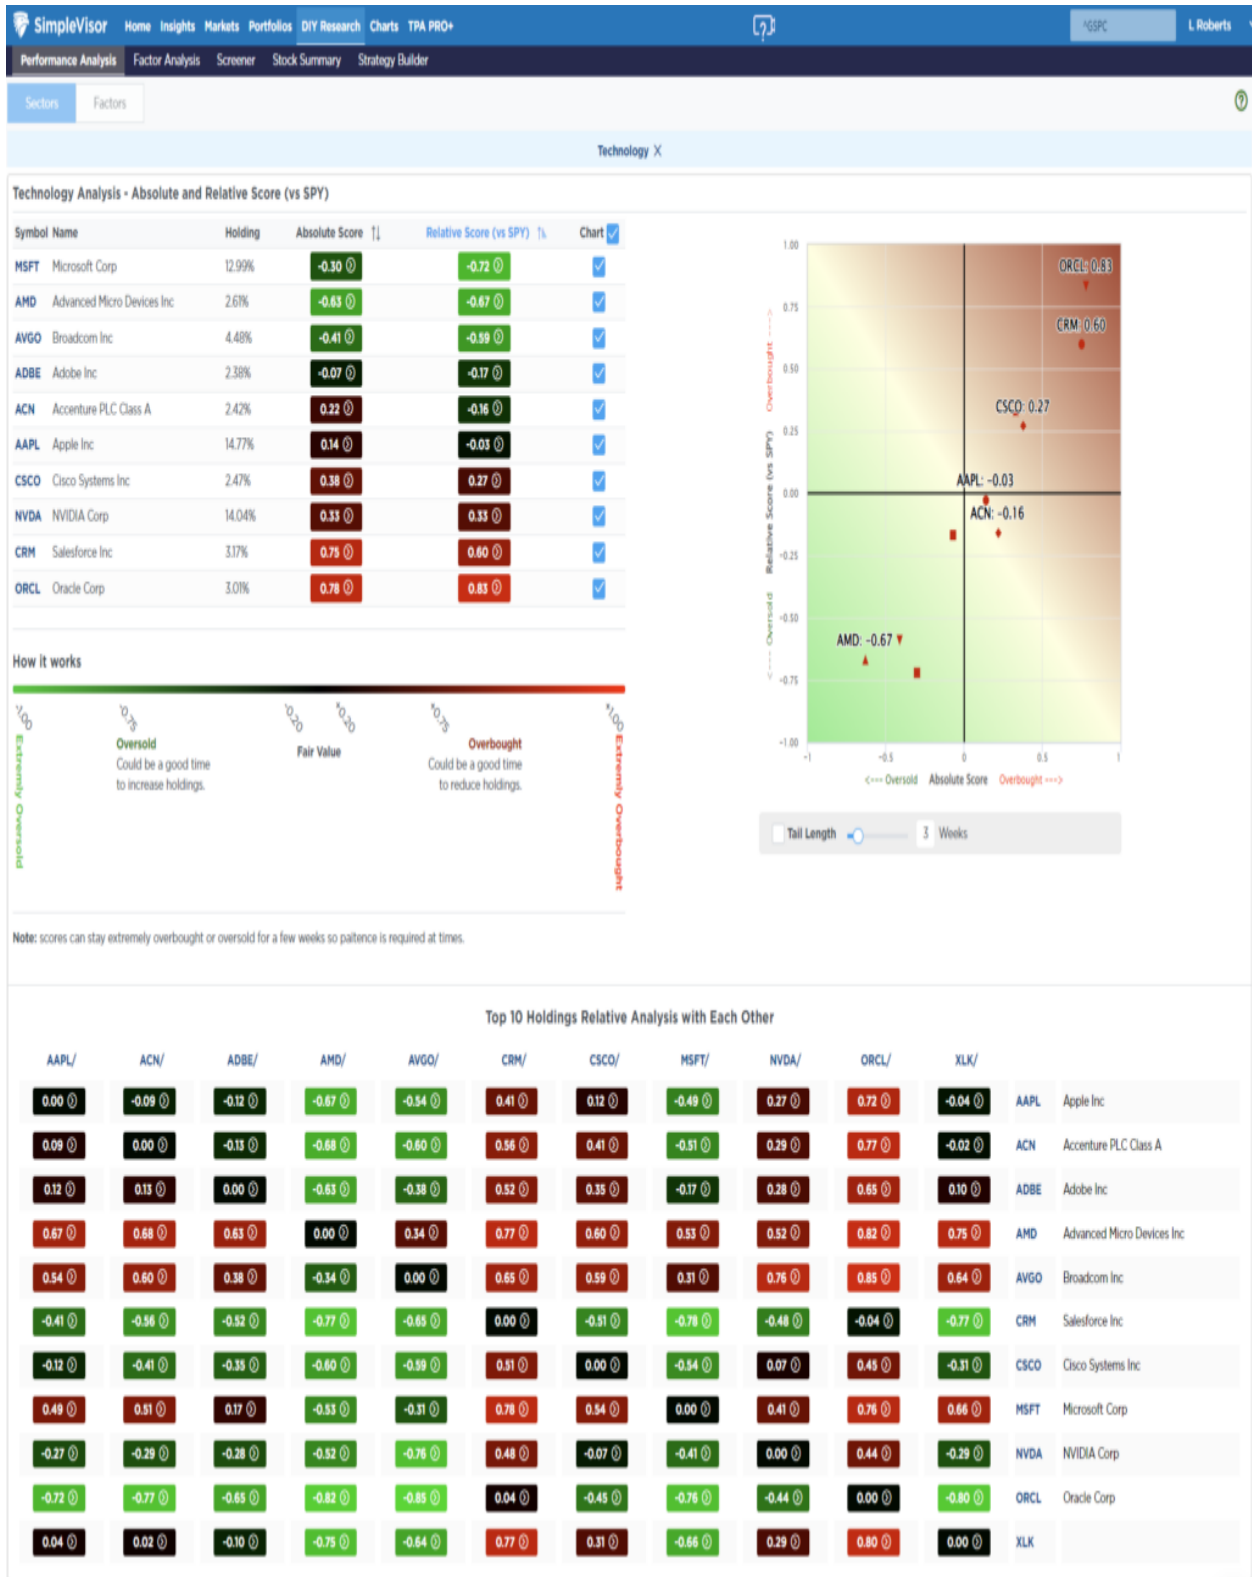 SimpleVisor Home Insights Markets Portfolios DIY Research Charts TPA PRO+ ^GSPC L Roberts
Performance Analysis Factor Analysis Screener Stock Summary Strategy Builder
Sectors Factors
Technology X
Technology Analysis - Absolute and Relative Score (vs SPY)
Symbol Name Holding Absolute Score Relative Score (vs SPY) Chart
MSFT Microsoft Corp 12.99% -0.30 -0.72
AMD Advanced Micro Devices Inc 2.61% -0.63 -0.67
AVGO Broadcom Inc 4.48% -0.41 -0.59
ADBE Adobe Inc 2.38% -0.07 -0.17
ACN Accenture PLC Class A 2.42% 0.22 -0.16
AAPL Apple Inc 14.77% 0.14 -0.03
CSCO Cisco Systems Inc 2.47% 0.38 0.27
NVDA NVIDIA Corp 14.04% 0.33 0.33
CRM Salesforce Inc 3.17% 0.75 0.60
ORCL Oracle Corp 3.01% 0.78 0.83
How it works
-1.00 -0.75 -0.20 +0.20 +0.75 +1.00
Extremly Oversold
Oversold
Could be a good time
to increase holdings.
Fair Value
Overbought
Could be a good time
to reduce holdings.
Extremly Overbought
Note: scores can stay extremely overbought or oversold for a few weeks so paitence is required at times.
1.00
0.75
0.50
0.25
0.00
-0.25
-0.50
-0.75
-1.00
<--- Oversold Relative Score (vs SPY) Overbought --->
ORCL: 0.83
CRM: 0.60
CSCO: 0.27
AAPL: -0.03
ACN: -0.16
AMD: -0.67
-1 -0.5 0 0.5 1
<--- Oversold Absolute Score Overbought --->
Tail Length 3 Weeks
Top 10 Holdings Relative Analysis with Each Other
AAPL/ ACN/ ADBE/ AMD/ AVGO/ CRM/ CSCO/ MSFT/ NVDA/ ORCL/ XLK/
0.00 -0.09 -0.12 -0.67 -0.54 0.41 0.12 -0.49 0.27 0.72 -0.04 AAPL Apple Inc
0.09 0.00 -0.13 -0.68 -0.60 0.56 0.41 -0.51 0.29 0.77 -0.02 ACN Accenture PLC Class A
0.12 0.13 0.00 -0.63 -0.38 0.52 0.35 -0.17 0.28 0.65 0.10 ADBE Adobe Inc
0.67 0.68 0.63 0.00 0.34 0.77 0.60 0.53 0.52 0.82 0.75 AMD Advanced Micro Devices Inc
0.54 0.60 0.38 -0.34 0.00 0.65 0.59 0.31 0.76 0.85 0.64 AVGO Broadcom Inc
-0.41 -0.56 -0.52 -0.77 -0.65 0.00 -0.51 -0.78 -0.48 -0.04 -0.77 CRM Salesforce Inc
-0.12 -0.41 -0.35 -0.60 -0.59 0.51 0.00 -0.54 0.07 0.45 -0.31 CSCO Cisco Systems Inc
0.49 0.51 0.17 -0.53 -0.31 0.78 0.54 0.00 0.41 0.76 0.66 MSFT Microsoft Corp
-0.27 -0.29 -0.28 -0.52 -0.76 0.48 -0.07 -0.41 0.00 0.44 -0.29 NVDA NVIDIA Corp
-0.72 -0.77 -0.65 -0.82 -0.85 0.04 -0.45 -0.76 -0.44 0.00 -0.80 ORCL Oracle Corp
0.04 0.02 -0.10 -0.75 -0.64 0.77 0.31 -0.66 0.29 0.80 0.00 XLK